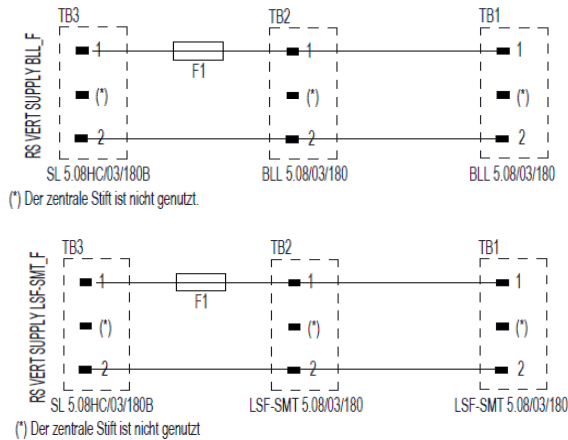 TB3 TB2 TB1
RS VERT SUPPLY BLL_F
1 1 1
F1
(*) (*) (*)
2 2 2
SL 5.08HC/03/180B BLL 5.08/03/180 BLL 5.08/03/180
(*) Der zentrale Stift ist nicht genutzt.
TB3 TB2 TB1
RS VERT SUPPLY LSF-SMT_F
1 1 1
F1
(*) (*) (*)
2 2 2
SL 5.08HC/03/180B LSF-SMT 5.08/03/180 LSF-SMT 5.08/03/180
(*) Der zentrale Stift ist nicht genutzt